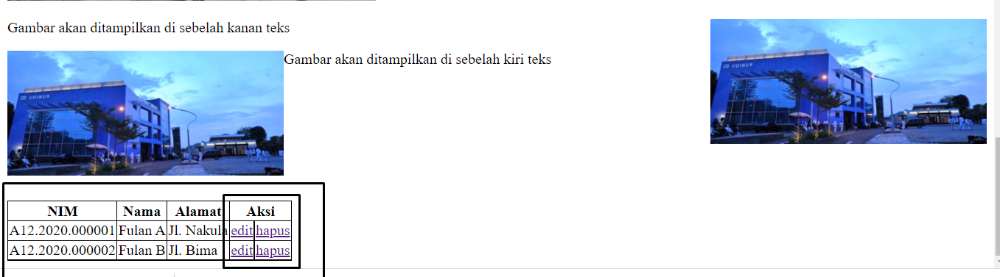 Gambar akan ditampilkan di sebelah kanan teks
UDINUS
Gambar akan ditampilkan di sebelah kiri teks
UDINUS
NIM Nama Alamat Aksi
A12.2020.000001 Fulan A Jl. Nakula edit hapus
A12.2020.000002 Fulan B Jl. Bima edit hapus